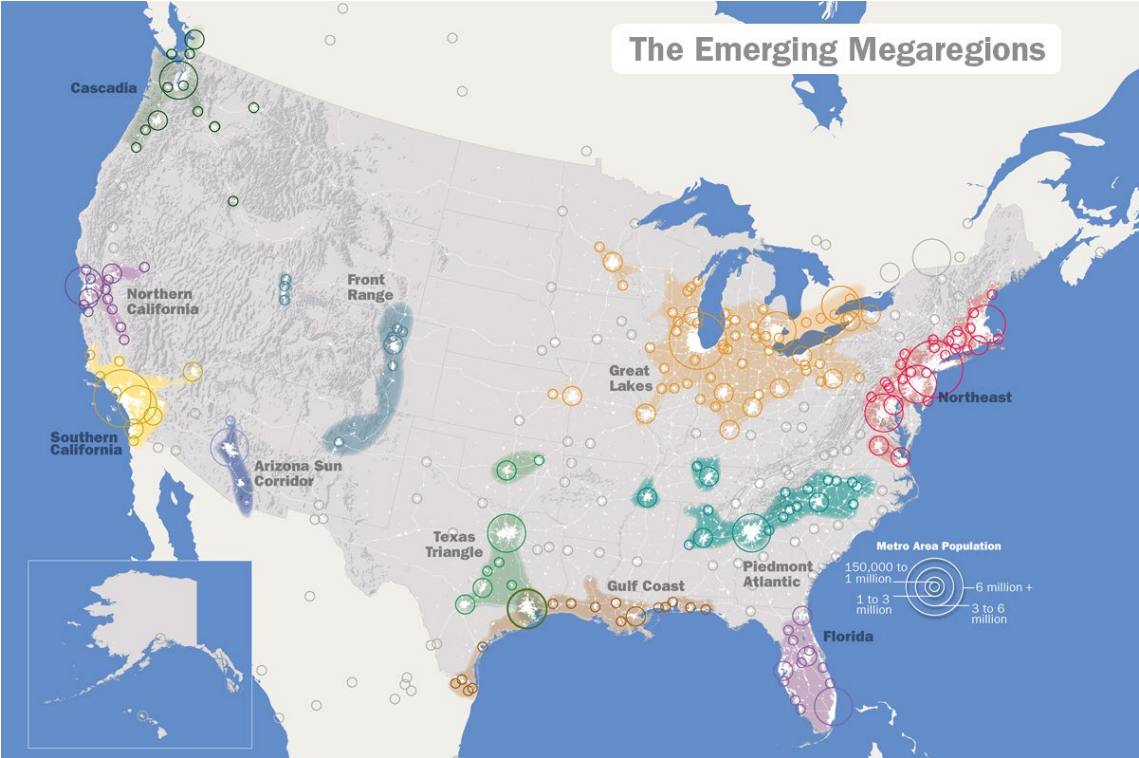 The Emerging Megaregions
Cascadia
Front
Range
Northern
California
Great
Lakes
Northeast
Southern
California
Arizona Sun
Corridor
Texas
Triangle
Metro Area Population
Piedmont
Atlantic
150,000 to
1 million
6 million +
Gulf Coast
1 to 3
million
3 to 6
million
Florida